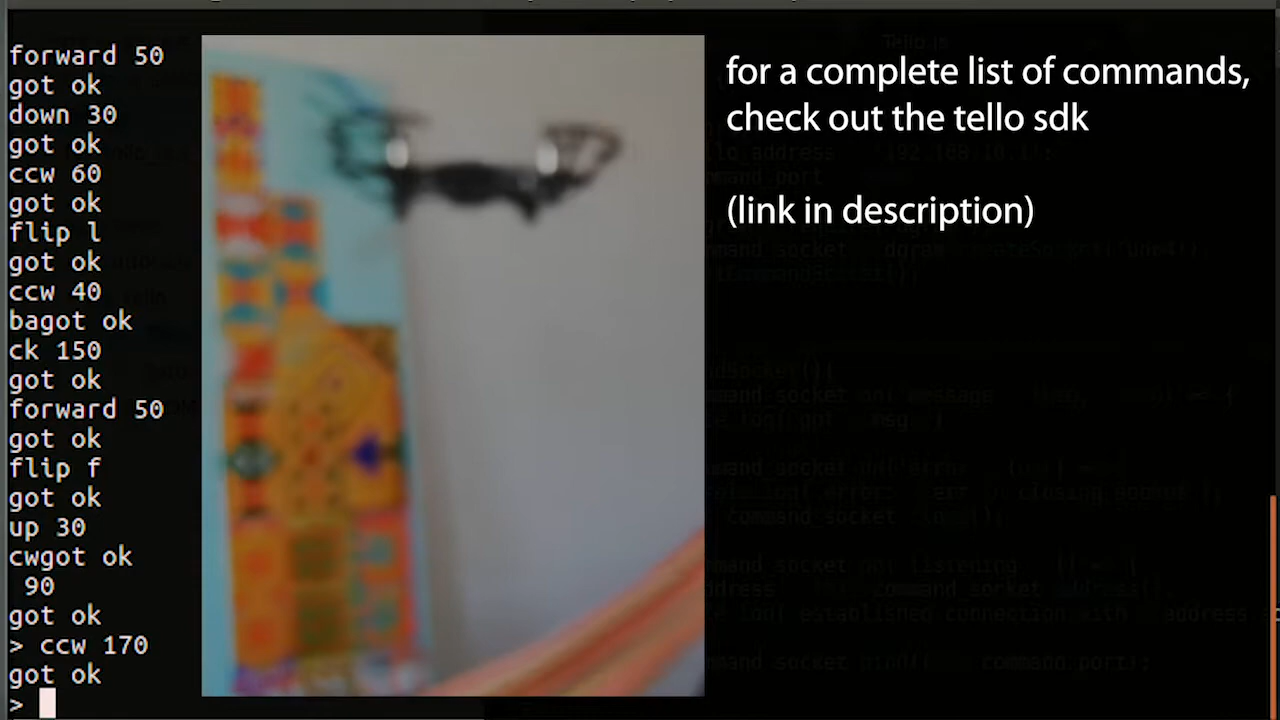 forward 50
got ok
down 30
got ok
ccw 60
got ok
flip l
got ok
ccw 40
bagot ok
ck 150
got ok
forward 50
got ok
flip f
got ok
up 30
cwgot ok
90
got ok
> ccw 170
got ok
>
for a complete list of commands,
check out the tello sdk
(link in description)